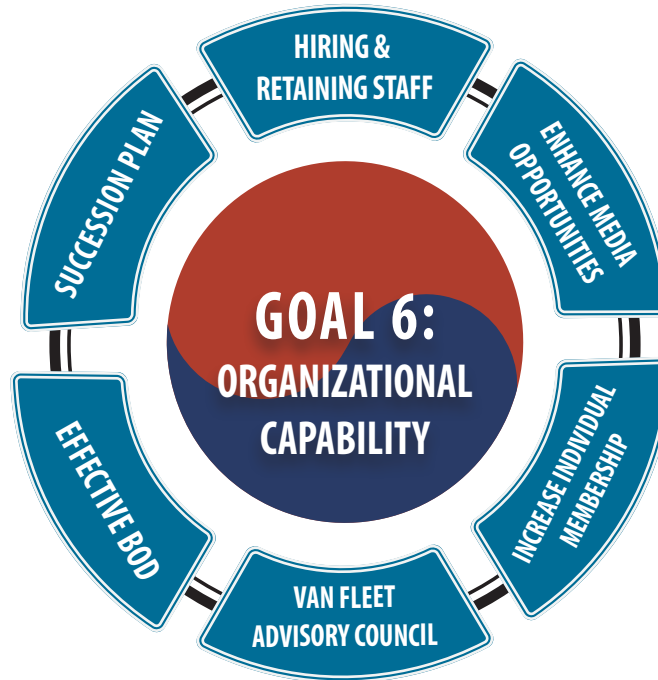 HIRING &
RETAINING STAFF
ENHANCE MEDIA
OPPORTUNITIES
INCREASE INDIVIDUAL
MEMBERSHIP
VAN FLEET
ADVISORY COUNCIL
EFFECTIVE BOD
SUCCESSION PLAN
GOAL 6:
ORGANIZATIONAL
CAPABILITY